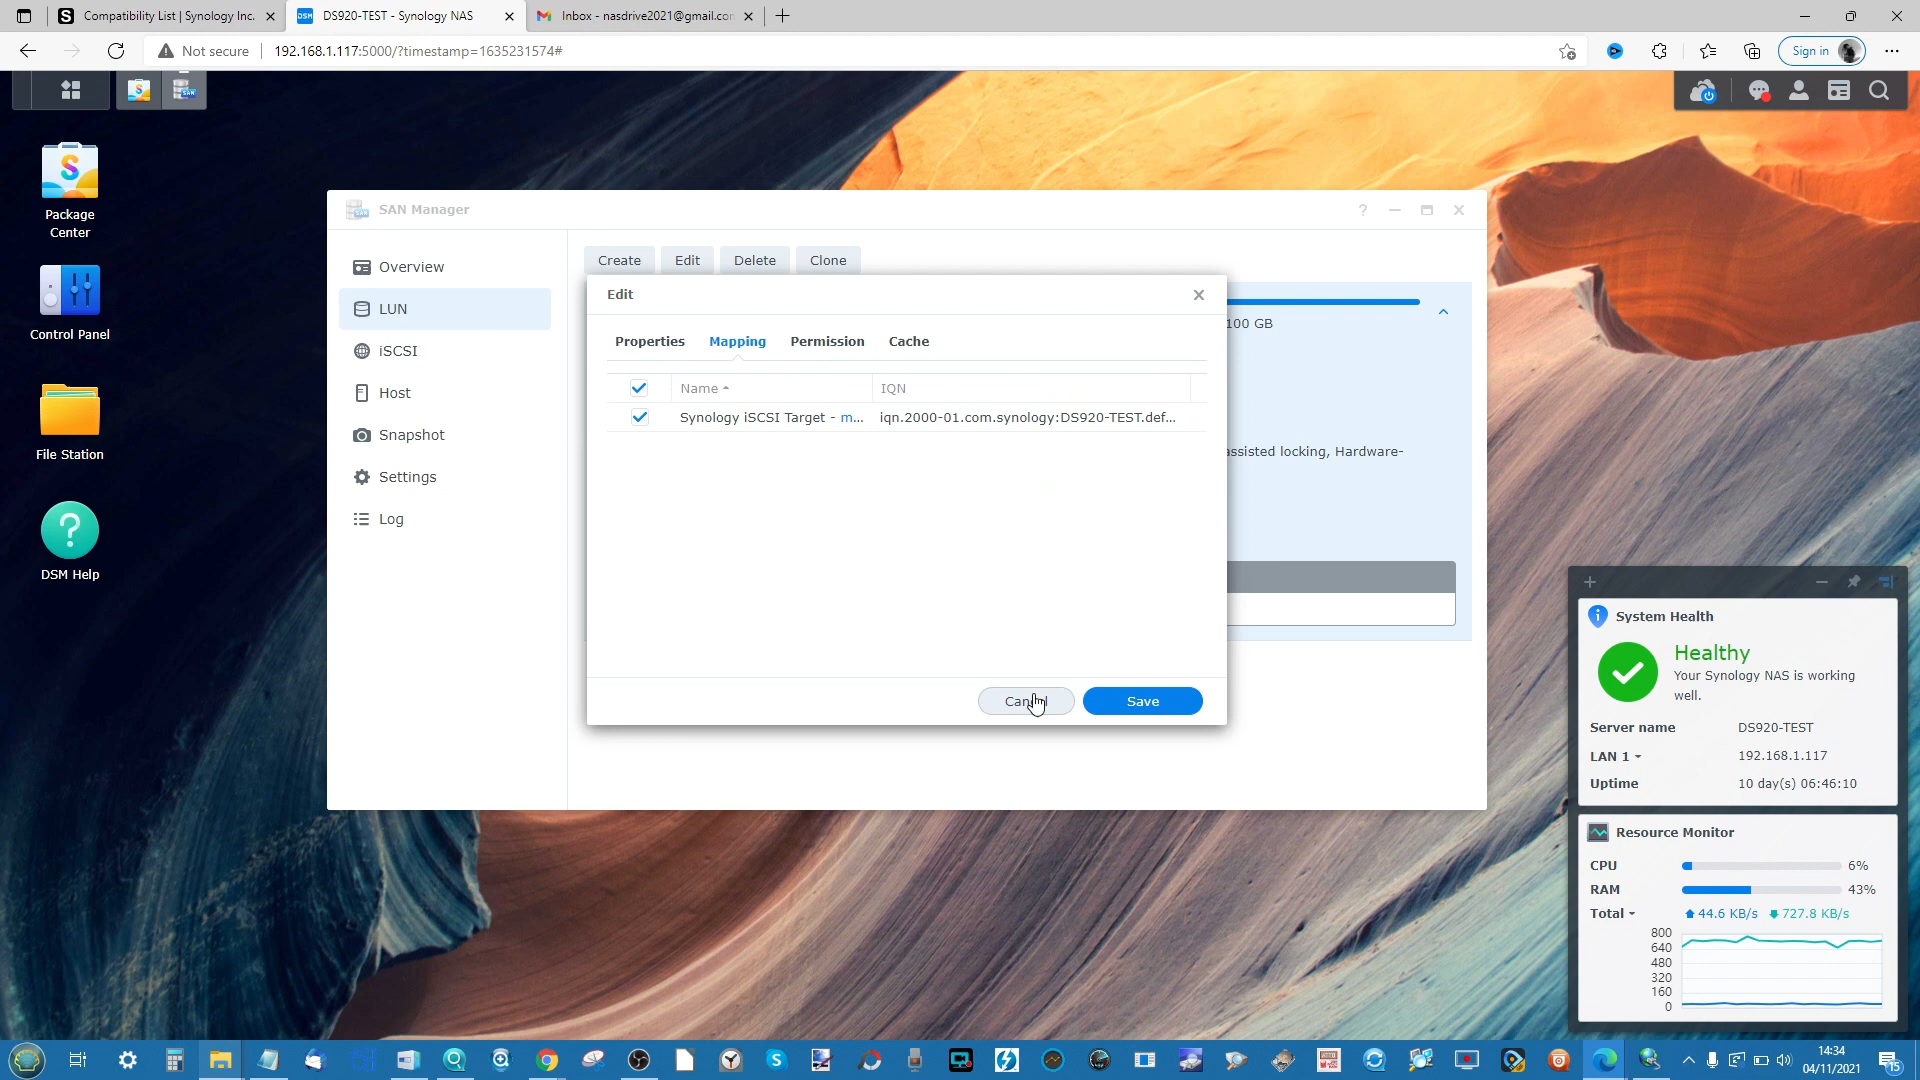 Compatibility List | Synology Inc.
DS920-TEST - Synology NAS
Inbox - nasdrive2021@gmail.con
Not secure
192.168.1.117:5000/?timestamp=1635231574#
Sign in
Package
Center
Control Panel
File Station
DSM Help
SAN Manager
Overview
LUN
iSCSI
Host
Snapshot
Settings
Log
Create
Edit
Delete
Clone
100 GB
assisted locking, Hardware-
Edit
Properties
Mapping
Permission
Cache
Name
IQN
Synology iSCSI Target - m...
iqn.2000-01.com.synology:DS920-TEST.def...
Save
System Health
Healthy
Your Synology NAS is working
well.
Server name DS920-TEST
LAN 1 192.168.1.117
Uptime 10 day(s) 06:46:10
Resource Monitor
CPU 6%
RAM 43%
Total 44.6 KB/s 727.8 KB/s
800
640
480
320
160
0
14:34
04/11/2021
15